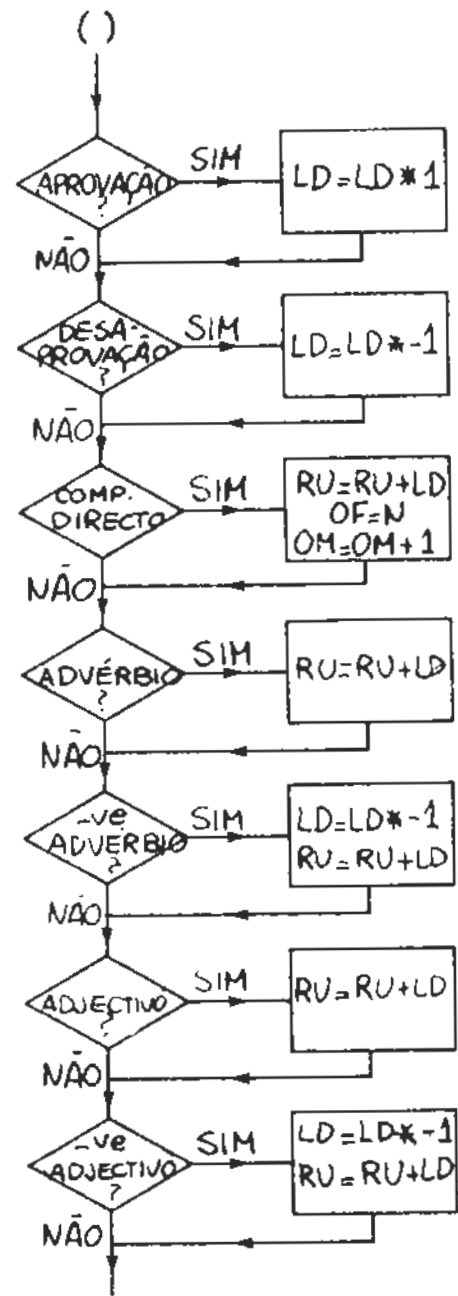 ( )
APROVAÇÃO
?
SIM
LD=LD*1
NÃO
DESA-
PROVAÇÃO
?
SIM
LD=LD*-1
NÃO
COMP.
DIRECTO
SIM
RU=RU+LD
OF=N
OM=OM+1
NÃO
ADVÉRBIO
?
SIM
RU=RU+LD
NÃO
-ve
ADVÉRBIO
?
SIM
LD=LD*-1
RU=RU+LD
NÃO
ADJECTIVO
?
SIM
RU=RU+LD
NÃO
-ve
ADJECTIVO
?
SIM
LD=LD*-1
RU=RU+LD
NÃO